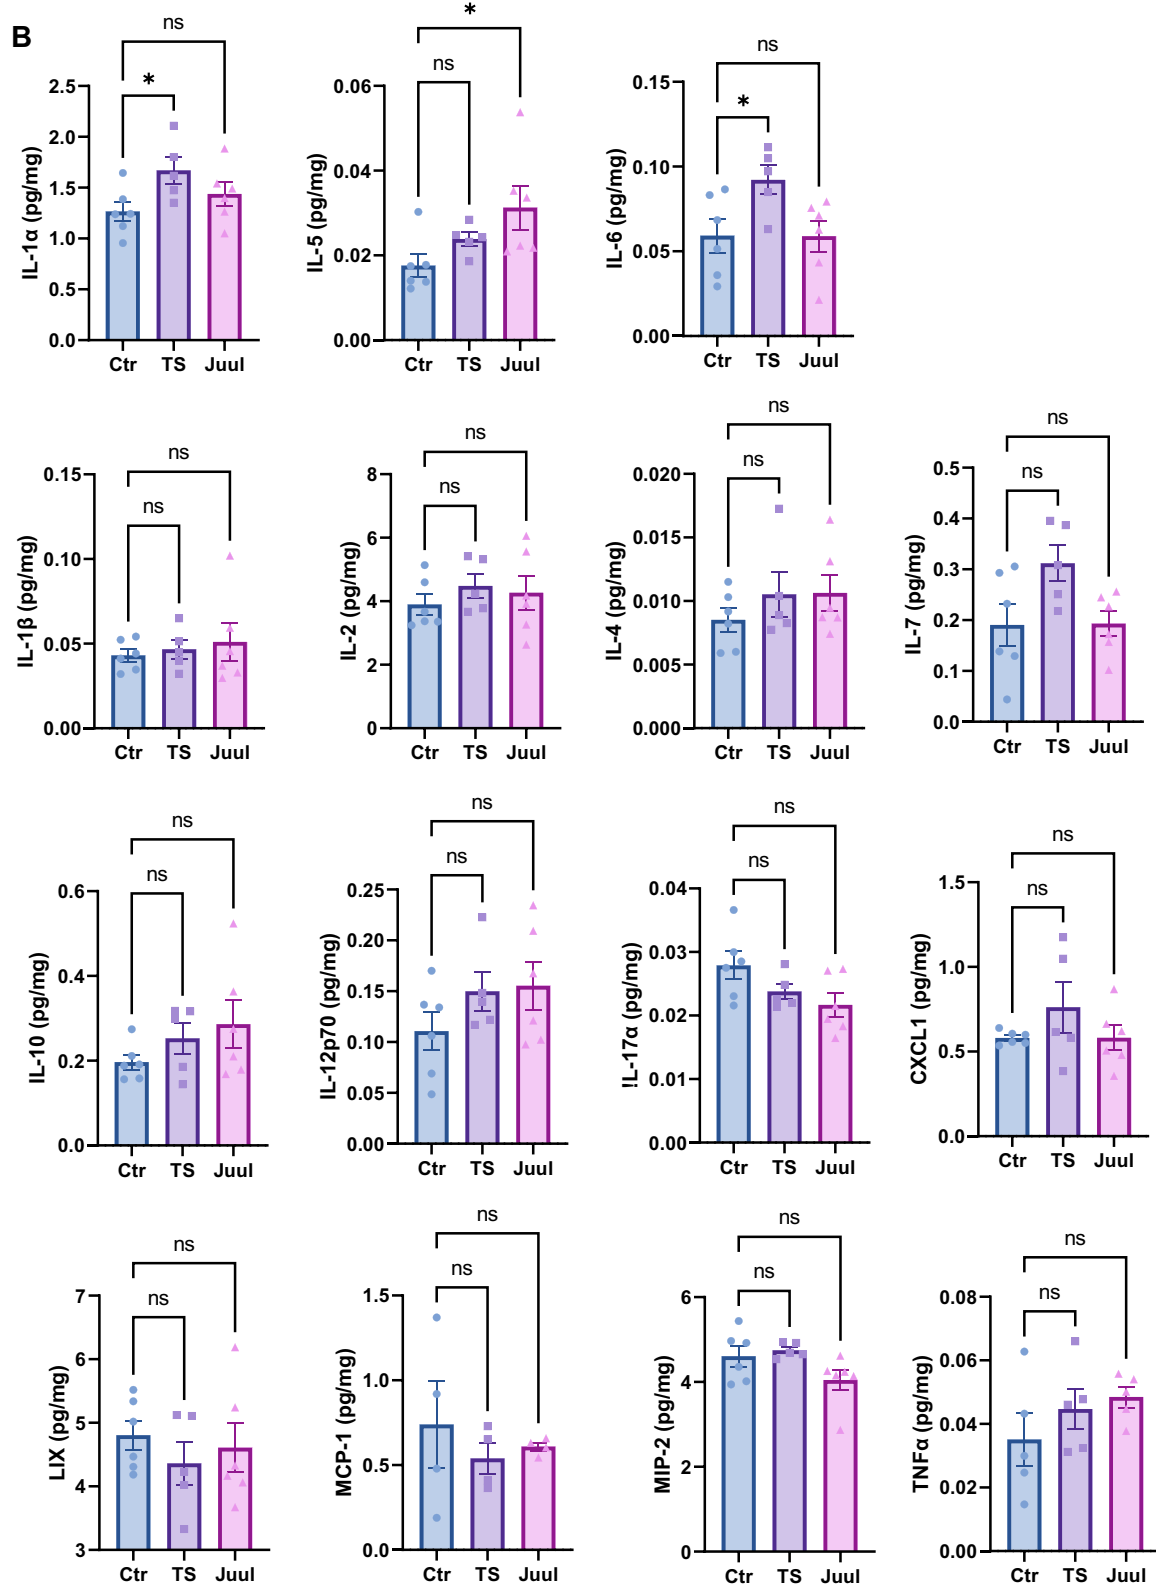 B
ns
*
IL-1α (pg/mg)
2.5
2.0
1.5
1.0
0.5
0.0
Ctr TS Juul
*
ns
IL-5 (pg/mg)
0.06
0.04
0.02
0.00
Ctr TS Juul
ns
*
IL-6 (pg/mg)
0.15
0.10
0.05
0.00
Ctr TS Juul
ns
ns
IL-1β (pg/mg)
0.15
0.10
0.05
0.00
Ctr TS Juul
ns
ns
IL-2 (pg/mg)
8
6
4
2
0
Ctr TS Juul
ns
ns
IL-4 (pg/mg)
0.020
0.015
0.010
0.005
0.000
Ctr TS Juul
ns
ns
IL-7 (pg/mg)
0.5
0.4
0.3
0.2
0.1
0.0
Ctr TS Juul
ns
ns
IL-10 (pg/mg)
0.6
0.4
0.2
0.0
Ctr TS Juul
ns
ns
IL-12p70 (pg/mg)
0.25
0.20
0.15
0.10
0.05
0.00
Ctr TS Juul
ns
ns
IL-17α (pg/mg)
0.04
0.03
0.02
0.01
0.00
Ctr TS Juul
ns
ns
CXCL1 (pg/mg)
1.5
1.0
0.5
0.0
Ctr TS Juul
ns
ns
LIX (pg/mg)
7
6
5
4
3
Ctr TS Juul
ns
ns
MCP-1 (pg/mg)
1.5
1.0
0.5
0.0
Ctr TS Juul
ns
ns
MIP-2 (pg/mg)
6
4
2
0
Ctr TS Juul
ns
ns
TNFα (pg/mg)
0.08
0.06
0.04
0.02
0.00
Ctr TS Juul